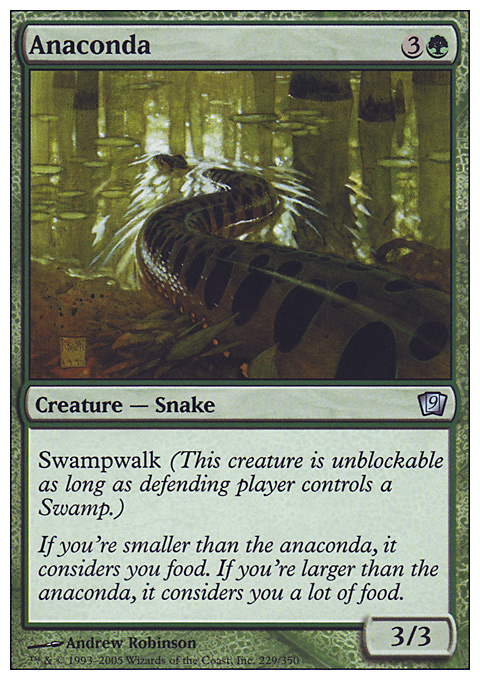 Anaconda 3
Creature — Snake 9
Swampwalk (This creature is unblockable
as long as defending player controls a
Swamp.)
If you're smaller than the anaconda, it
considers you food. If you're larger than the
anaconda, it considers you a lot of food.
3/3
Andrew Robinson
™ & © 1993–2005 Wizards of the Coast, Inc. 229/350